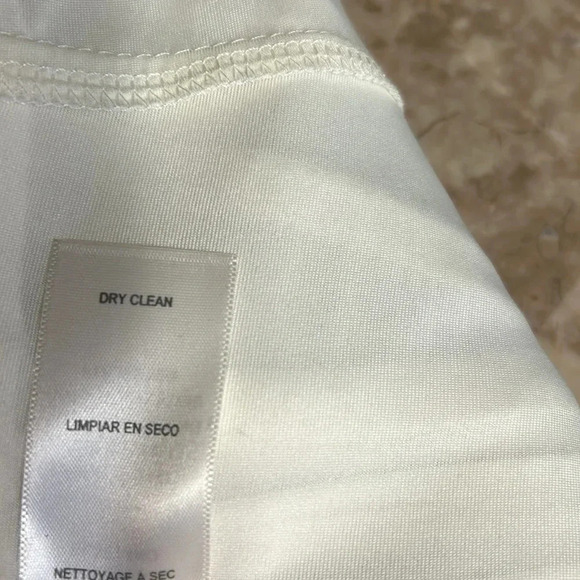 DRY CLEAN
LIMPIAR EN SECO
NETTOYAGE A SEC